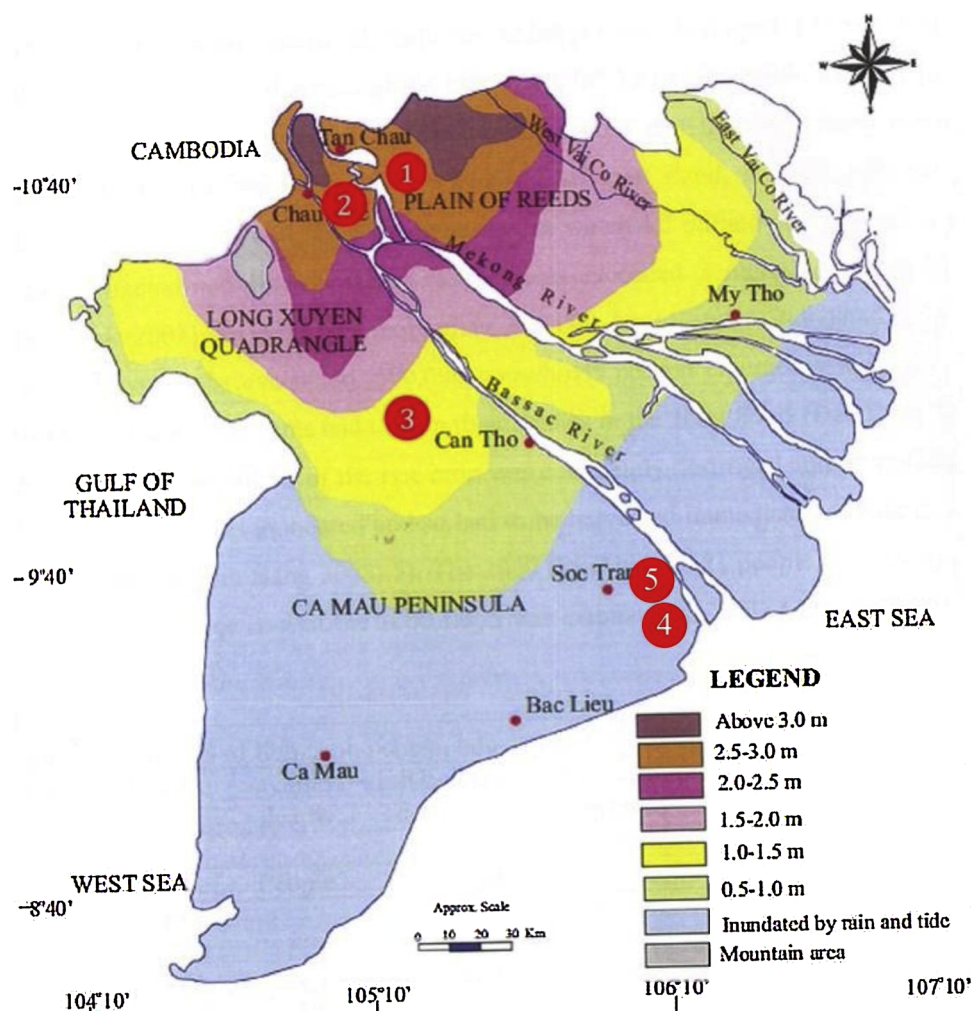 N
W
E
S
CAMBODIA
Tan Chau
West Vai Co River
East Vai Co River
-10°40'
1
2
PLAIN OF REEDS
Chau
Mekong River
My Tho
LONG XUYEN
QUADRANGLE
3
Bassac River
Can Tho
GULF OF
THAILAND
-9°40'
Soc Tran
5
CA MAU PENINSULA
4
EAST SEA
LEGEND
Bac Lieu
Above 3.0 m
2.5-3.0 m
Ca Mau
2.0-2.5 m
1.5-2.0 m
1.0-1.5 m
WEST SEA
0.5-1.0 m
-8°40'
Approx. Scale
Inundated by rain and tide
0 10 20 30 Km
Mountain area
104°10'
105°10'
106°10'
107°10'